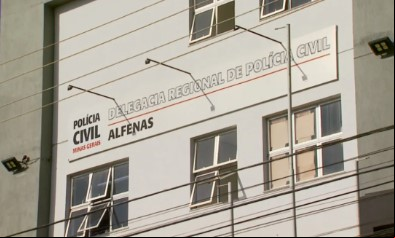 POLÍCIA
CIVIL
MINAS GERAIS
DELEGACIA REGIONAL DE POLÍCIA CIVIL
ALFENAS